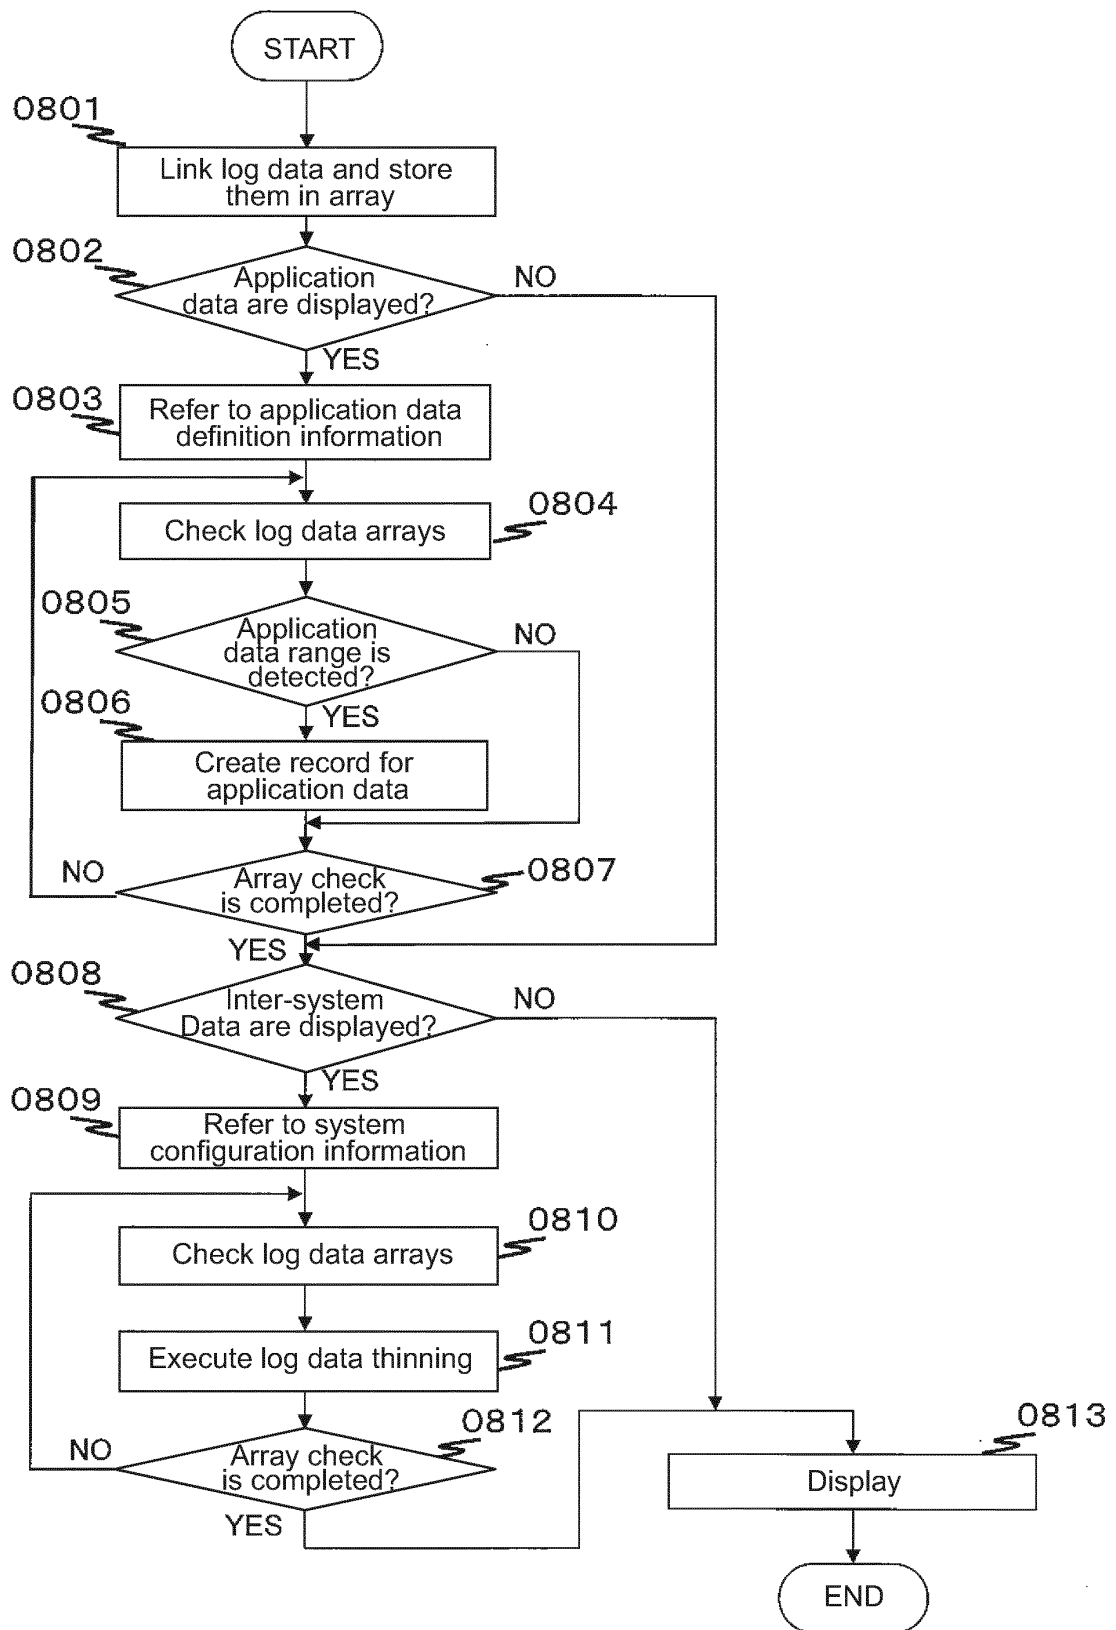 START
0801
Link log data and store
them in array
0802
Application
data are displayed?
NO
YES
0803
Refer to application data
definition information
0804
Check log data arrays
0805
Application
data range is
detected?
NO
YES
0806
Create record for
application data
NO
Array check
is completed?
0807
YES
0808
Inter-system
Data are displayed?
NO
YES
0809
Refer to system
configuration information
0810
Check log data arrays
0811
Execute log data thinning
0812
NO
Array check
is completed?
YES
0813
Display
END